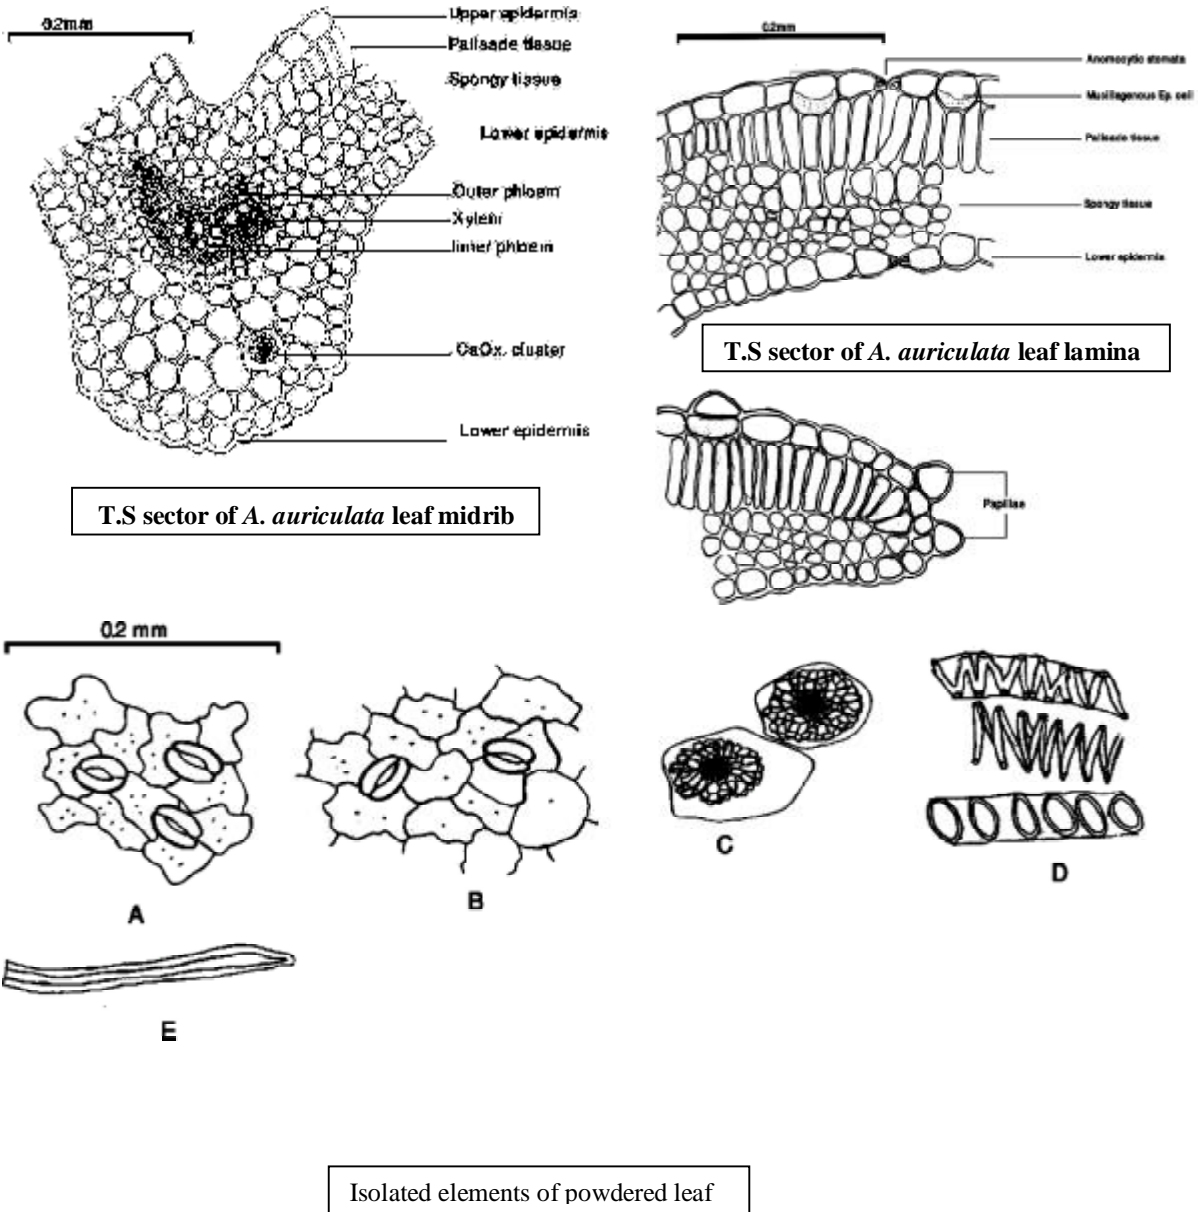 0.2mm
Upper epidermis
Palisade tissue
Spongy tissue
Lower epidermis
Outer phloem
Xylem
Inner phloem
CaOx. cluster
Lower epidermis
T.S sector of A. auriculata leaf midrib
0.2mm
Anomocytic stomata
Mucilagenous Ep. cell
Palisade tissue
Spongy tissue
Lower epidermis
T.S sector of A. auriculata leaf lamina
Papillae
0.2 mm
A
B
C
D
E
Isolated elements of powdered leaf